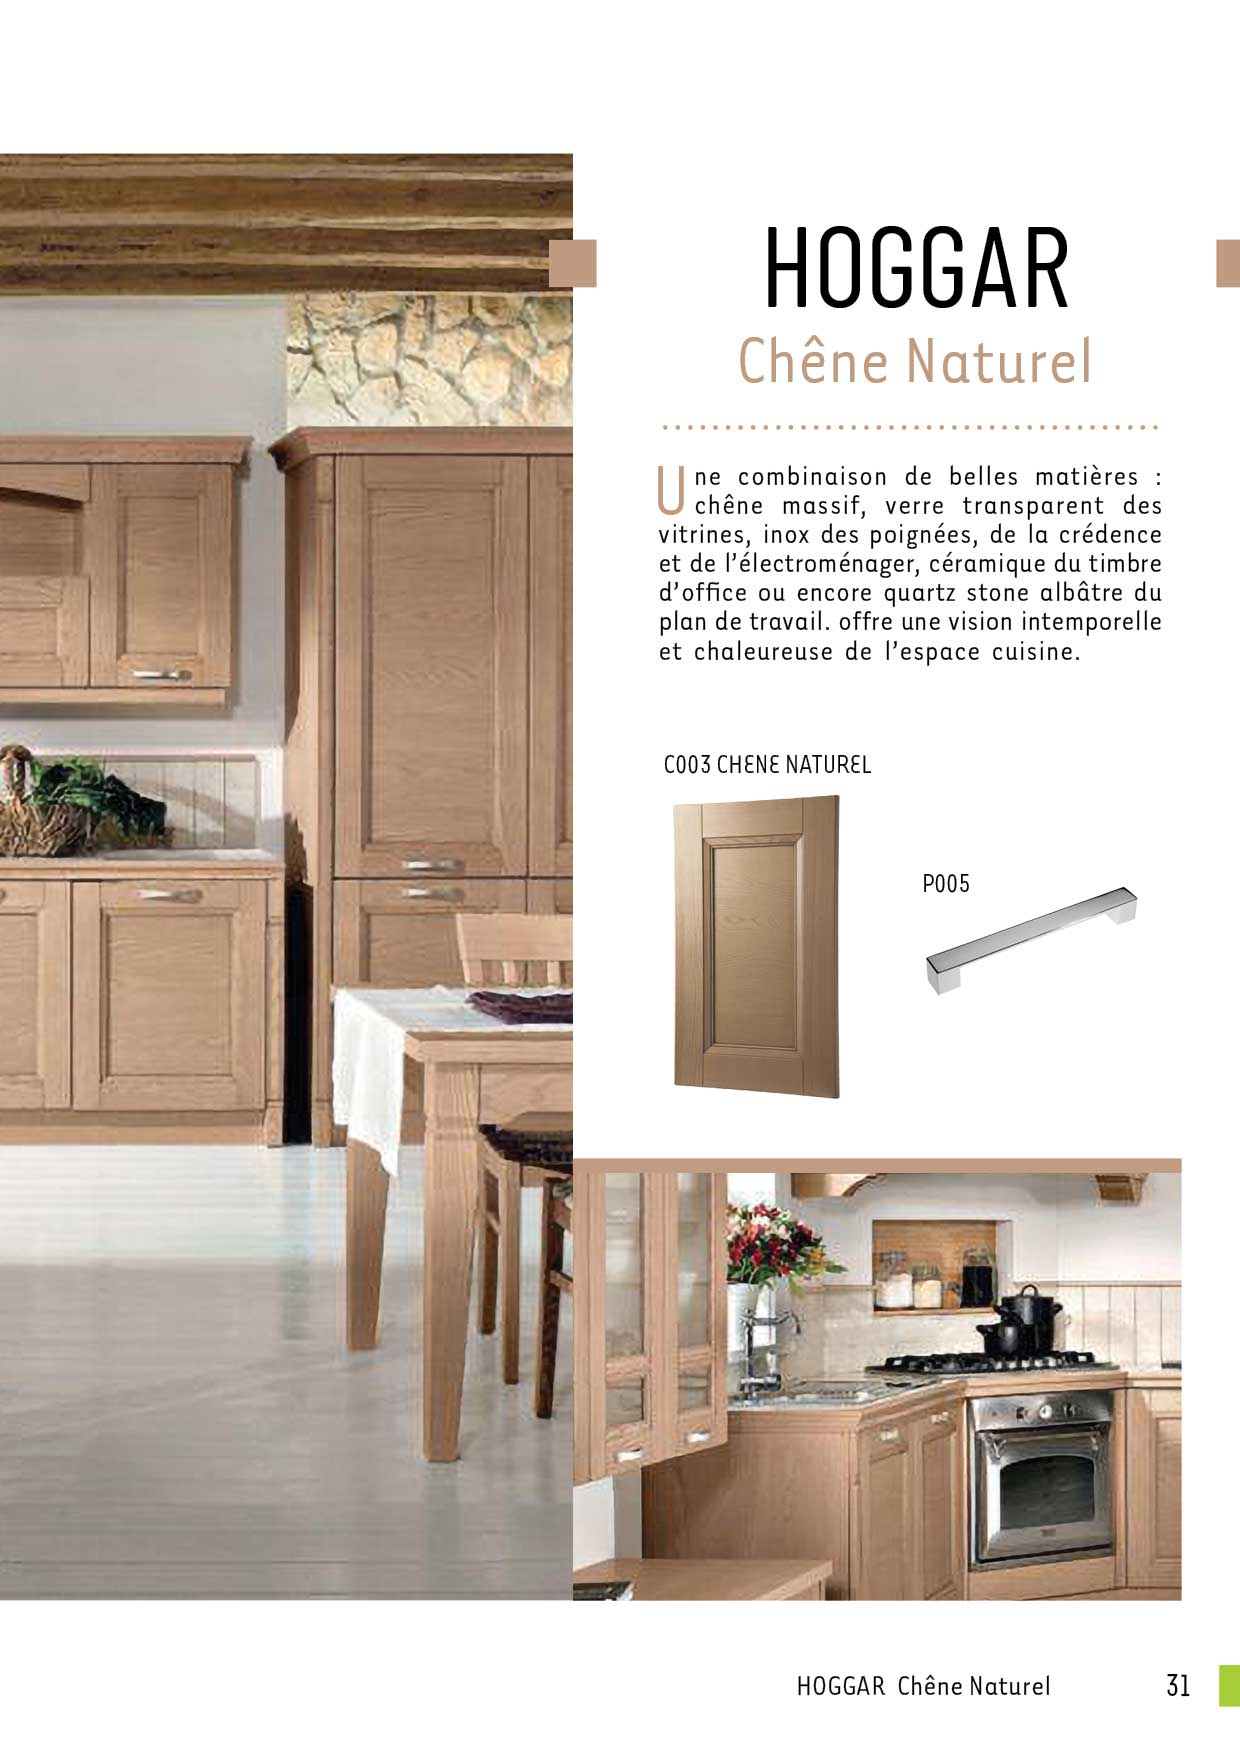 HOGGAR
Chêne Naturel
Une combinaison de belles matières :
chêne massif, verre transparent des
vitrines, inox des poignées, de la crédence
et de l’électroménager, céramique du timbre
d’office ou encore quartz stone albâtre du
plan de travail. offre une vision intemporelle
et chaleureuse de l’espace cuisine.
C003 CHENE NATUREL
P005
HOGGAR Chêne Naturel 31